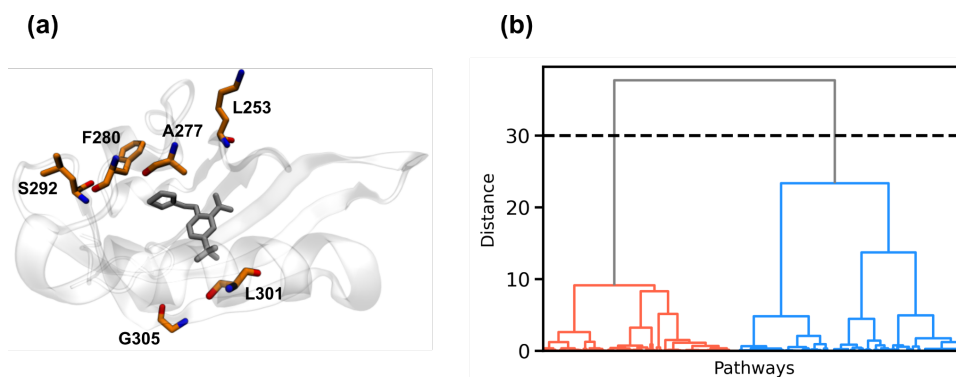 (a)
L253
A277
F280
S292
L301
G305
(b)
30
20
10
0
Distance
Pathways